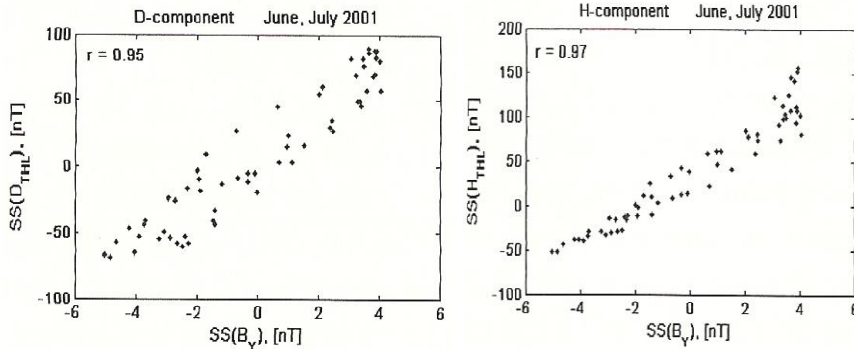 D-component June, July 2001
r = 0.95
100
50
0
-50
-100
-6 -4 -2 0 2 4 6
SS(D_THL), [nT]
SS(B_Y), [nT]
H-component June, July 2001
r = 0.97
200
150
100
50
0
-50
-100
-6 -4 -2 0 2 4 6
SS(H_THL), [nT]
SS(B_Y), [nT]